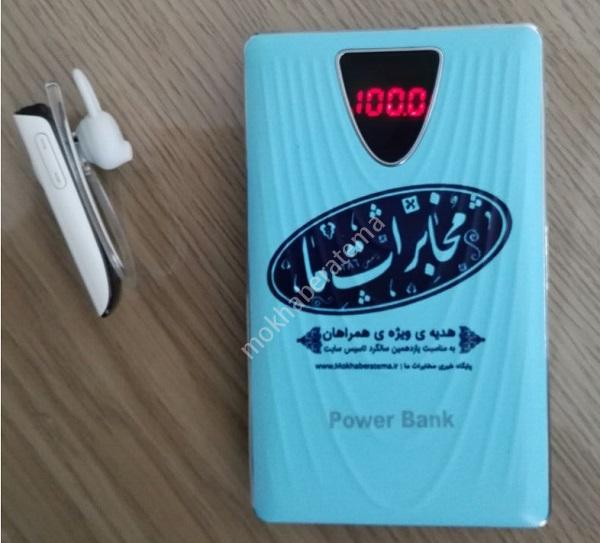 100.0
مخابرات ما
هدیه ی ویژه ی همراهان
به مناسبت یازدهمین سالگرد تاسیس سایت
پایگاه خبری مخابرات ما | www.Mokhaberatema.ir
Power Bank
mokhaberatema